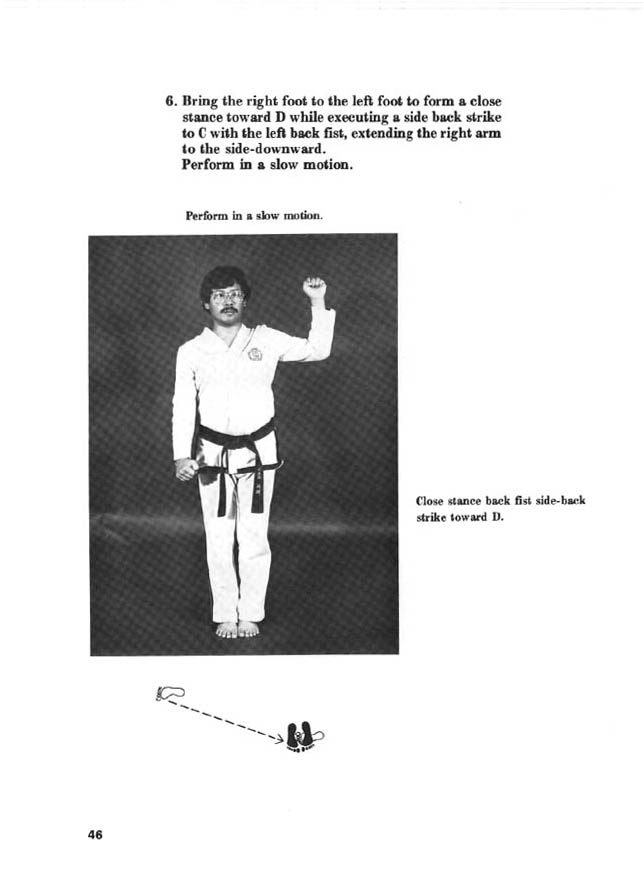 6. Bring the right foot to the left foot to form a close
stance toward D while executing a side back strike
to C with the left back fist, extending the right arm
to the side-downward.
Perform in a slow motion.
Perform in a slow motion.
Close stance back fist side-back
strike toward D.
46